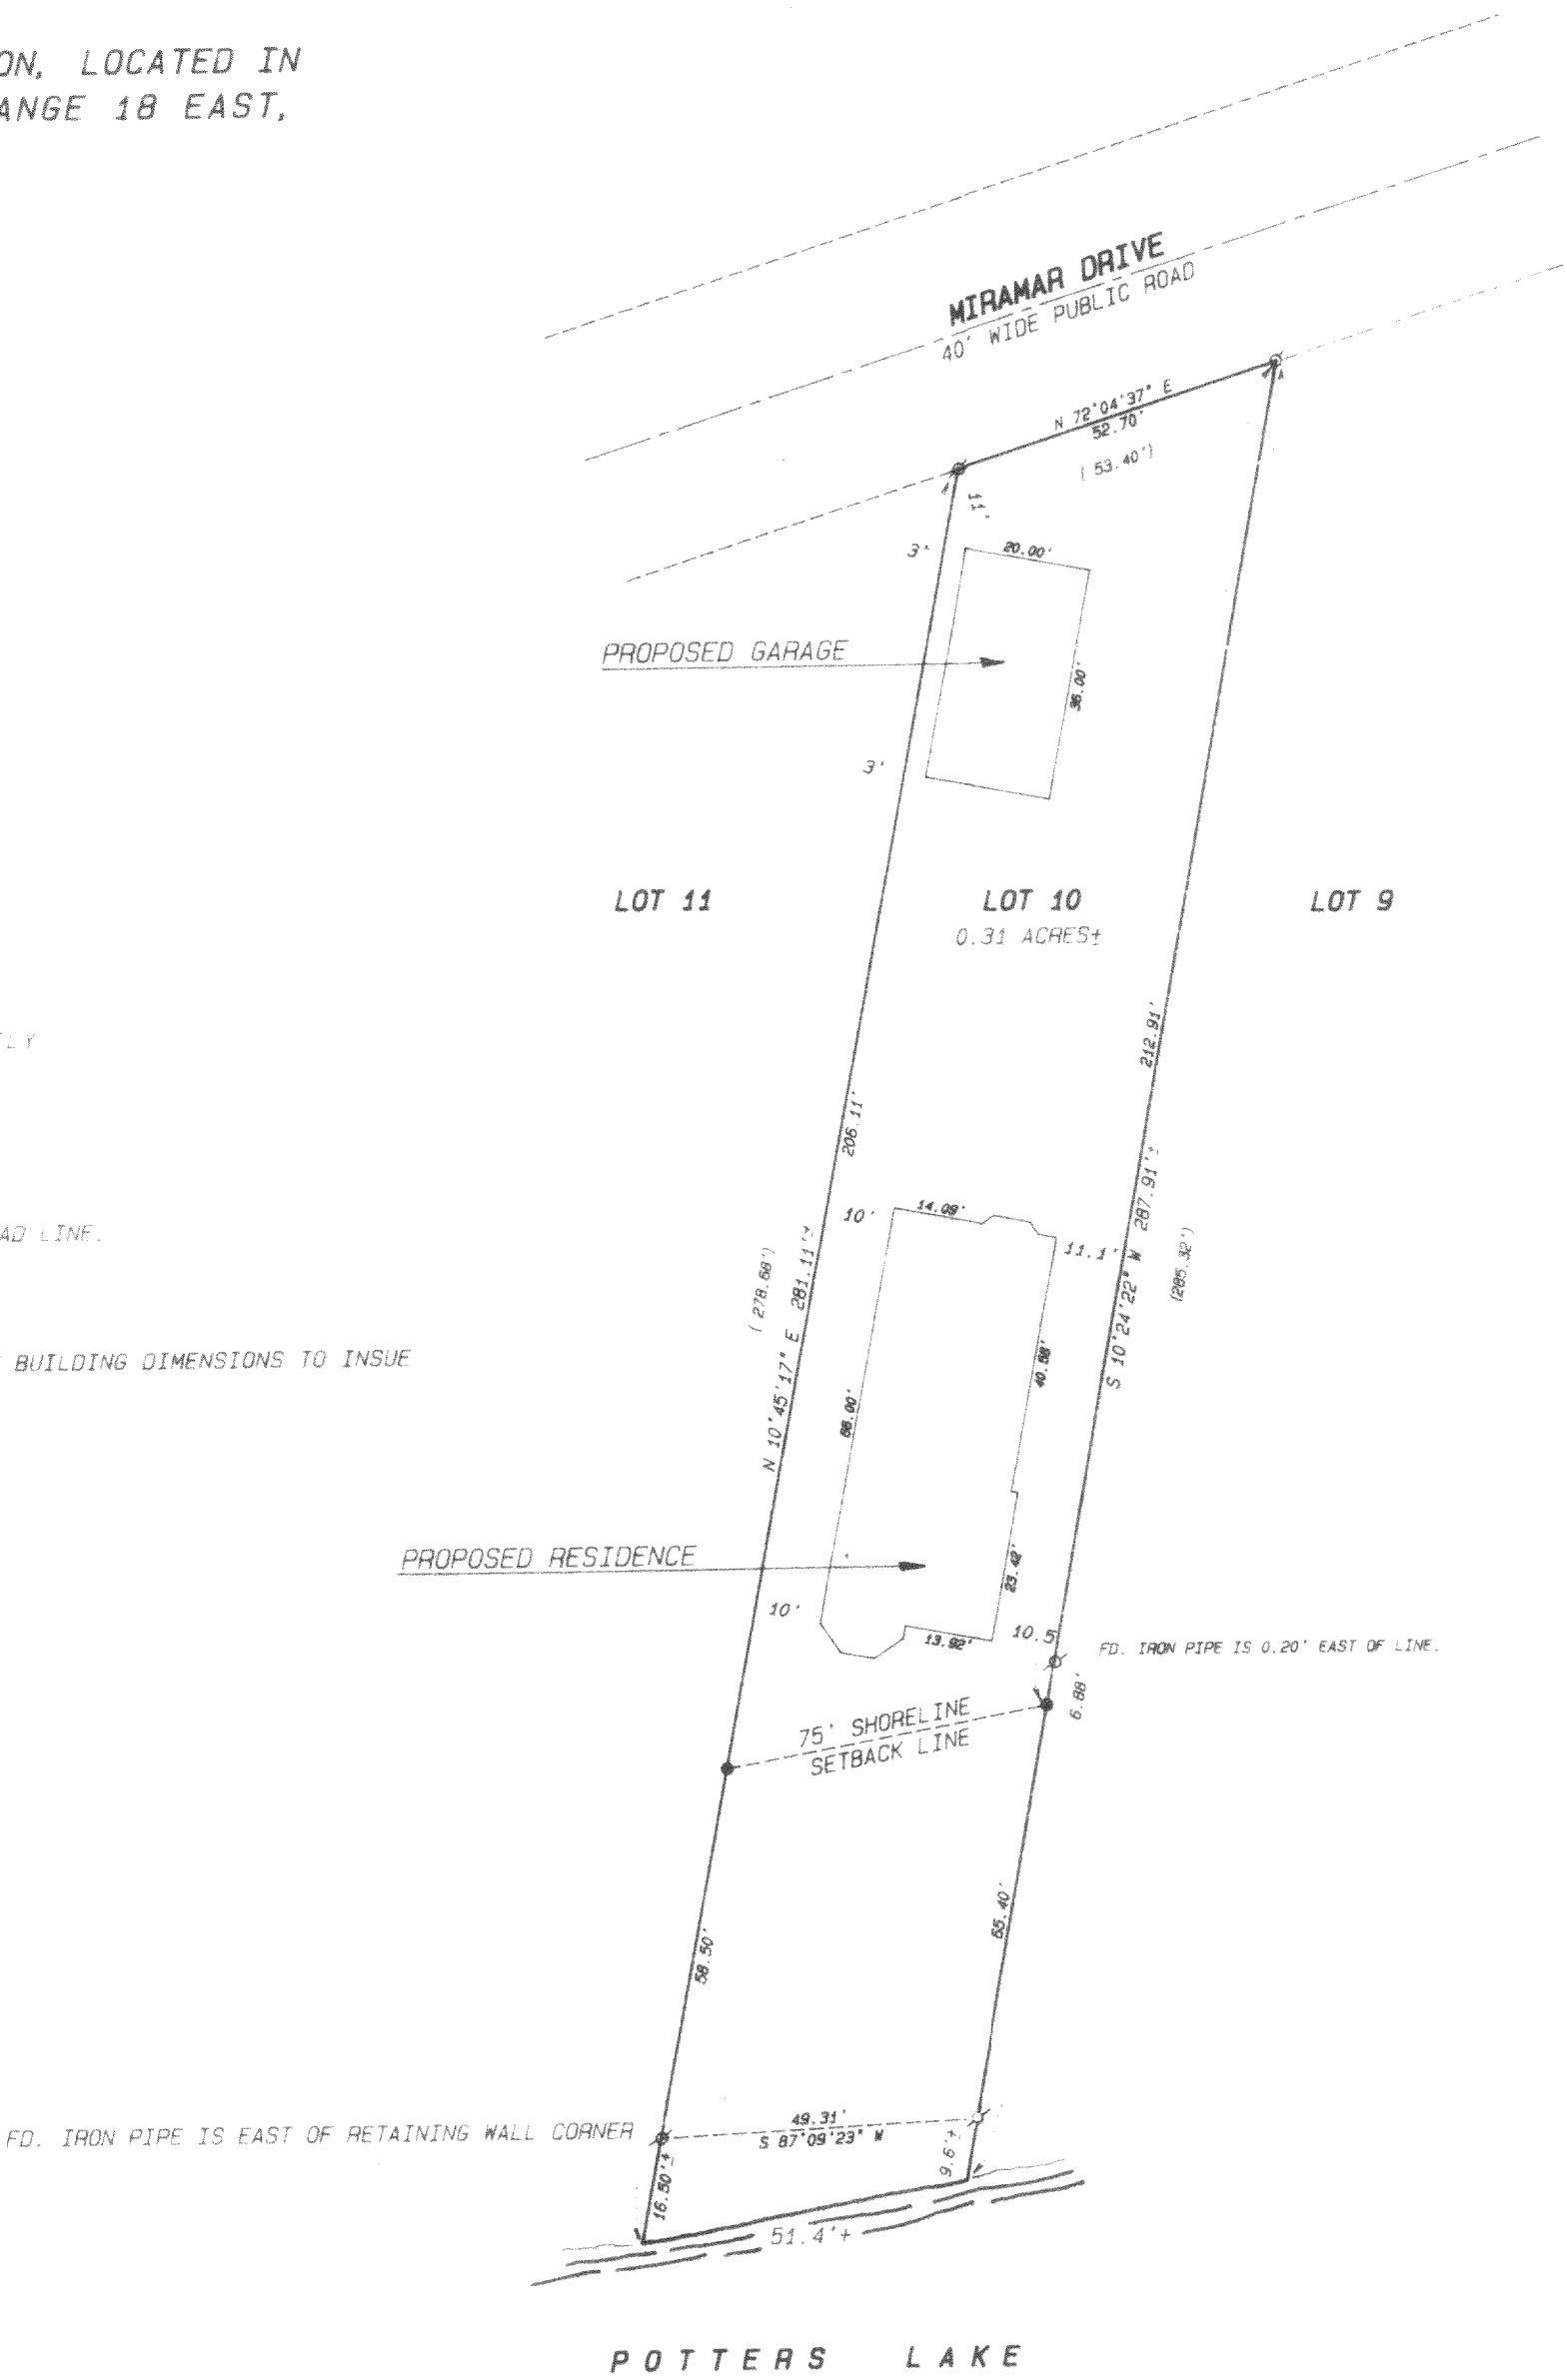 ON, LOCATED IN
ANGE 18 EAST,
MIRAMAR DRIVE
40' WIDE PUBLIC ROAD
N 72°04'37" E
52.70'
( 53.40')
11'
3'
20.00'
PROPOSED GARAGE
36.00'
3'
LOT 11
LOT 10
LOT 9
0.31 ACRES±
212.91'
206.11'
AD LINE.
10'
14.09'
11.1'
S 10°24'22" W 287.91'±
(285.32')
N 10°45'17" E 281.11'±
( 278.68')
BUILDING DIMENSIONS TO INSUE
40.58'
66.00'
PROPOSED RESIDENCE
23.42'
10'
13.92'
10.5
FD. IRON PIPE IS 0.20' EAST OF LINE.
6.88'
75' SHORELINE
SETBACK LINE
65.40'
58.50'
FD. IRON PIPE IS EAST OF RETAINING WALL CORNER
49.31'
S 87°09'23" W
9.6'±
16.50'±
51.4'±
POTTERS LAKE